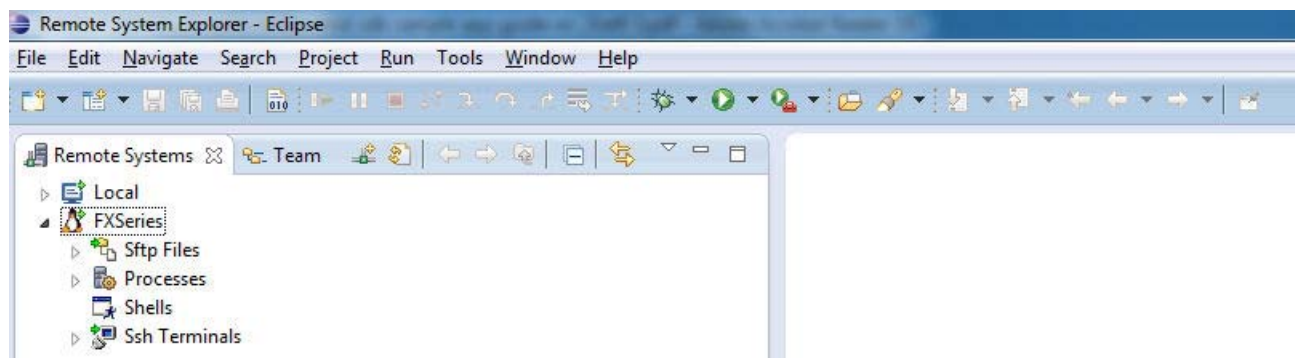 Remote System Explorer - Eclipse
File Edit Navigate Search Project Run Tools Window Help
010
Remote Systems Team
Local
FXSeries
Sftp Files
Processes
Shells
Ssh Terminals